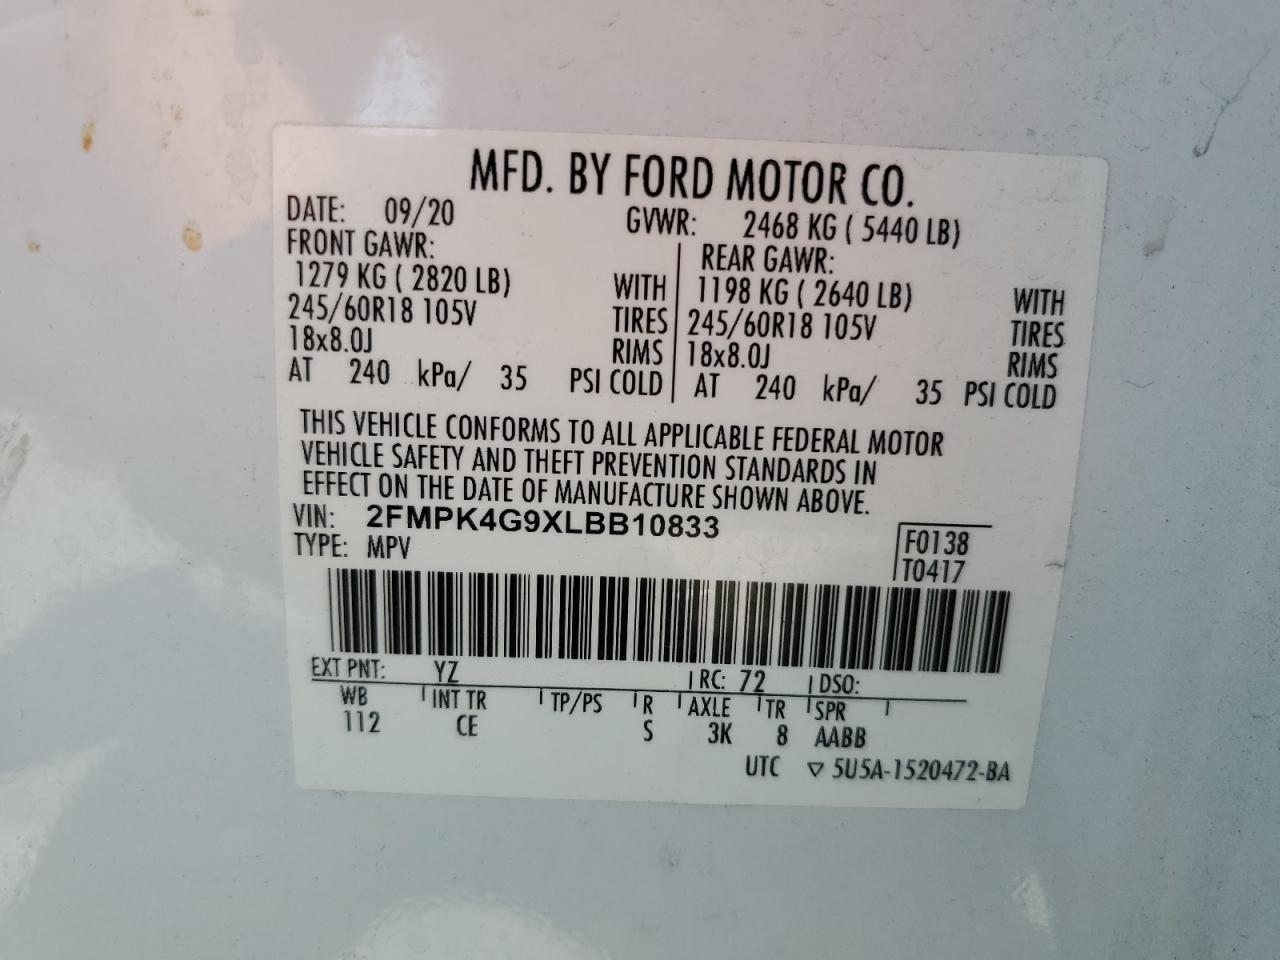 MFD. BY FORD MOTOR CO.
DATE: 09/20 GVWR: 2468 KG ( 5440 LB)
FRONT GAWR: REAR GAWR:
1279 KG ( 2820 LB) WITH 1198 KG ( 2640 LB) WITH
245/60R18 105V TIRES 245/60R18 105V TIRES
18x8.0J RIMS 18x8.0J RIMS
AT 240 kPa/ 35 PSI COLD AT 240 kPa/ 35 PSI COLD
THIS VEHICLE CONFORMS TO ALL APPLICABLE FEDERAL MOTOR
VEHICLE SAFETY AND THEFT PREVENTION STANDARDS IN
EFFECT ON THE DATE OF MANUFACTURE SHOWN ABOVE.
VIN: 2FMPK4G9XLBB10833 F0138
TYPE: MPV T0417
EXT PNT: YZ RC: 72 DSO:
WB INT TR TP/PS R AXLE TR SPR
112 CE S 3K 8 AABB
UTC ▽ 5U5A-1520472-BA